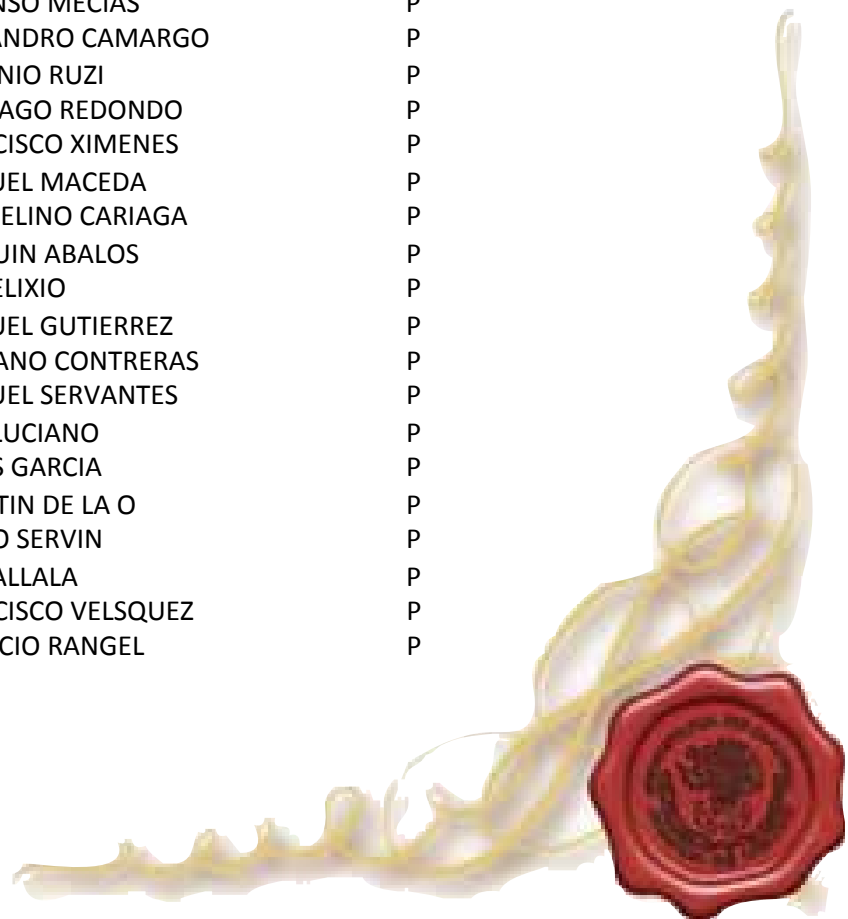 NSO MECIAS P
ANDRO CAMARGO P
NIO RUZI P
AGO REDONDO P
CISCO XIMENES P
UEL MACEDA P
ELINO CARIAGA P
UIN ABALOS P
ELIXIO P
UEL GUTIERREZ P
ANO CONTRERAS P
UEL SERVANTES P
LUCIANO P
S GARCIA P
TIN DE LA O P
O SERVIN P
ALLALA P
CISCO VELSQUEZ P
CIO RANGEL P